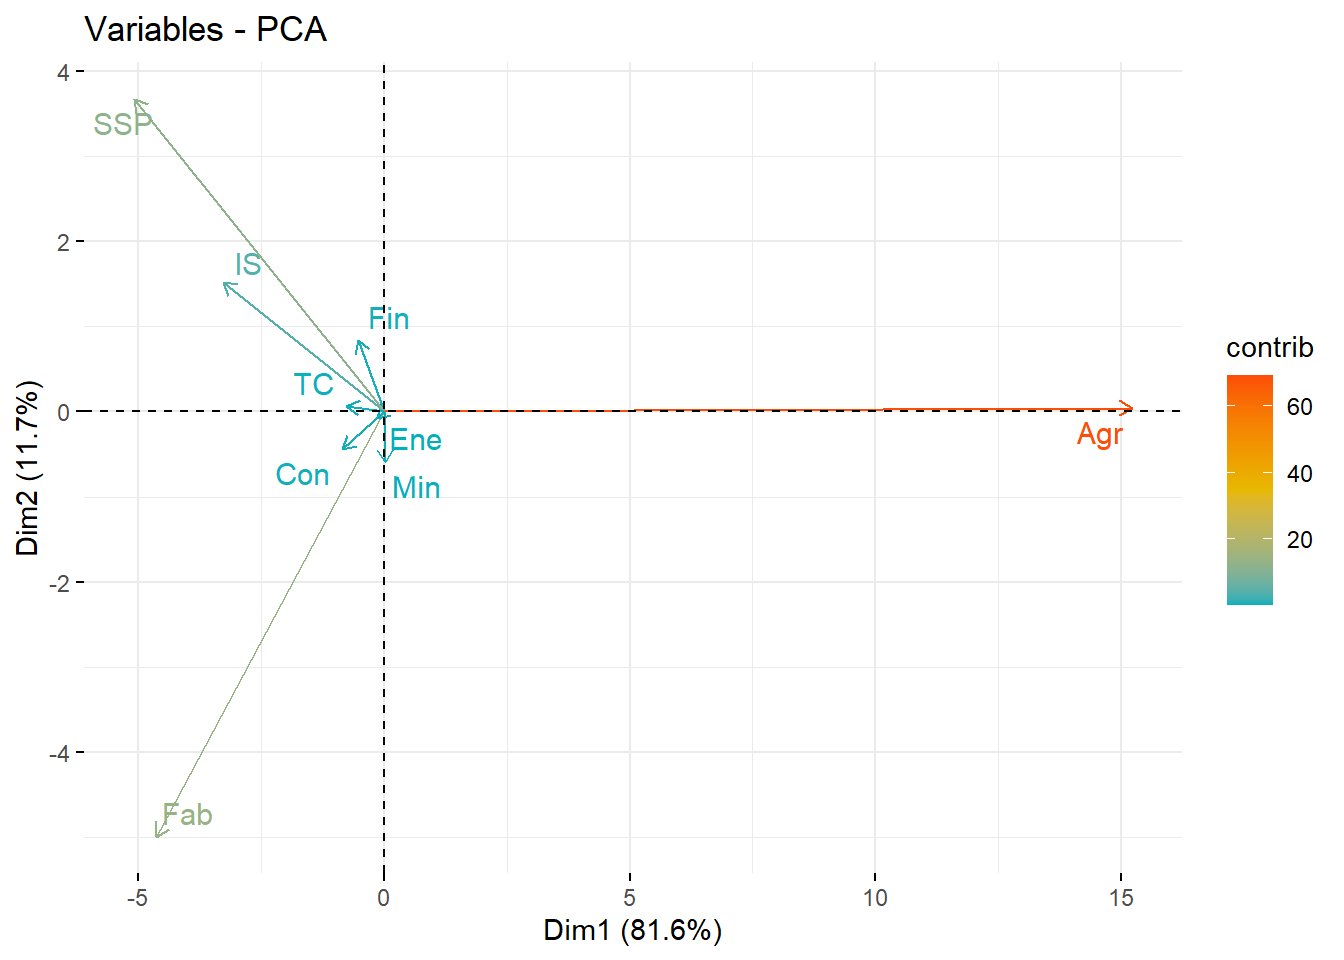 Variables - PCA
4
2
0
-2
-4
Dim2 (11.7%)
SSP
IS
Fin
TC
Ene
Con
Min
Agr
Fab
-5
0
5
10
15
Dim1 (81.6%)
contrib
60
40
20